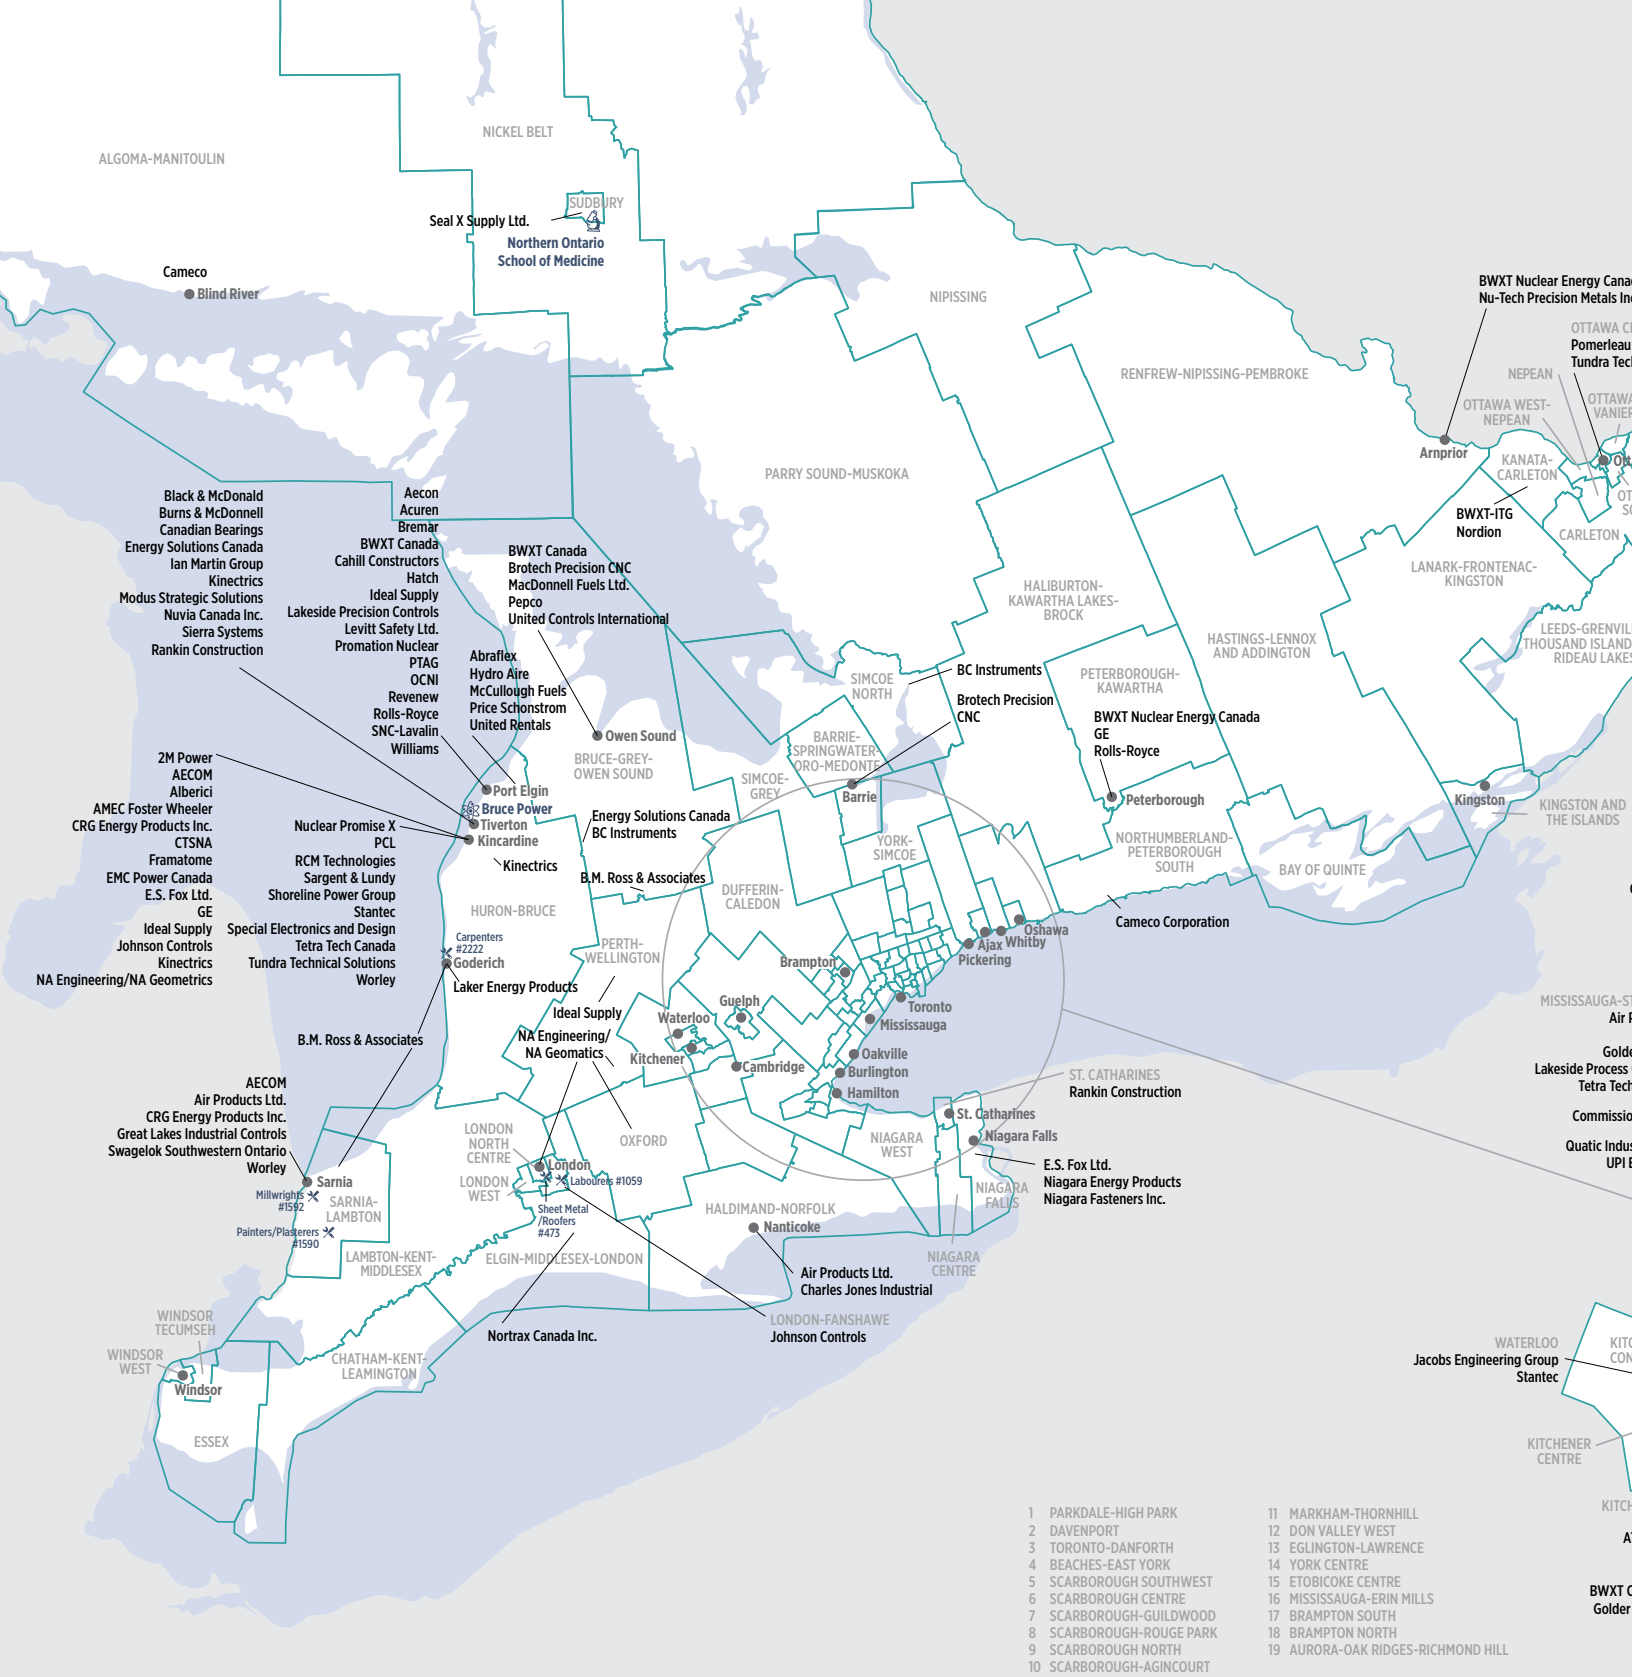 NICKEL BELT
ALGOMA-MANITOULIN
SUDBURY
Seal X Supply Ltd.
Northern Ontario
School of Medicine
Cameco
Blind River
NIPISSING
RENFREW-NIPISSING-PEMBROKE
PARRY SOUND-MUSKOKA
BWXT Nuclear Energy Canad
Nu-Tech Precision Metals Inc
OTTAWA CE
Pomerleau
Tundra Tech
NEPEAN
OTTAWA WEST-
NEPEAN
OTTAWA
VANIER
Arnprior
KANATA-
CARLETON
BWXT-ITG
Nordion
CARLETON
LANARK-FRONTENAC-
KINGSTON
LEEDS-GRENVILL
THOUSAND ISLAND
RIDEAU LAKES
Black & McDonald
Burns & McDonnell
Canadian Bearings
Energy Solutions Canada
Ian Martin Group
Kinectrics
Modus Strategic Solutions
Nuvia Canada Inc.
Sierra Systems
Rankin Construction
Aecon
Acuren
Bremar
BWXT Canada
Cahill Constructors
Hatch
Ideal Supply
Lakeside Precision Controls
Levitt Safety Ltd.
Promation Nuclear
PTAG
OCNI
Revenew
Rolls-Royce
SNC-Lavalin
Williams
BWXT Canada
Brotech Precision CNC
MacDonnell Fuels Ltd.
Pepco
United Controls International
Abraflex
Hydro Aire
McCullough Fuels
Price Schonstrom
United Rentals
Owen Sound
BRUCE-GREY-
OWEN SOUND
HALIBURTON-
KAWARTHA LAKES-
BROCK
HASTINGS-LENNOX
AND ADDINGTON
SIMCOE
NORTH
BC Instruments
Brotech Precision
CNC
PETERBOROUGH-
KAWARTHA
BWXT Nuclear Energy Canada
GE
Rolls-Royce
Peterborough
BARRIE-
SPRINGWATER-
ORO-MEDONTE
SIMCOE-
GREY
Barrie
YORK-
SIMCOE
2M Power
AECOM
Alberici
AMEC Foster Wheeler
CRG Energy Products Inc.
CTSNA
Framatome
EMC Power Canada
E.S. Fox Ltd.
GE
Ideal Supply
Johnson Controls
Kinectrics
NA Engineering/NA Geometrics
Nuclear Promise X
PCL
RCM Technologies
Sargent & Lundy
Shoreline Power Group
Stantec
Special Electronics and Design
Tetra Tech Canada
Tundra Technical Solutions
Worley
Port Elgin
Bruce Power
Tiverton
Kincardine
Kinectrics
Energy Solutions Canada
BC Instruments
B.M. Ross & Associates
HURON-BRUCE
DUFFERIN-
CALEDON
NORTHUMBERLAND-
PETERBOROUGH
SOUTH
BAY OF QUINTE
Kingston
KINGSTON AND
THE ISLANDS
Cameco Corporation
Oshawa
Whitby
Ajax
Pickering
Carpenters
#2222
Goderich
Laker Energy Products
PERTH-
WELLINGTON
Ideal Supply
NA Engineering/
NA Geomatics
Brampton
Guelph
Waterloo
Kitchener
Cambridge
Toronto
Mississauga
Oakville
Burlington
Hamilton
MISSISSAUGA-ST
Air P
Golde
Lakeside Process
Tetra Tech
Commissio
Quatic Indus
UPI E
B.M. Ross & Associates
AECOM
Air Products Ltd.
CRG Energy Products Inc.
Great Lakes Industrial Controls
Swagelok Southwestern Ontario
Worley
Sarnia
Millwrights
#1592
SARNIA-
LAMBTON
Painters/Plasterers
#1590
LAMBTON-KENT-
MIDDLESEX
LONDON
NORTH
CENTRE
LONDON
WEST
London
Labourers #1059
Sheet Metal
/Roofers
#473
OXFORD
ELGIN-MIDDLESEX-LONDON
ST. CATHARINES
Rankin Construction
St. Catharines
Niagara Falls
NIAGARA
WEST
E.S. Fox Ltd.
Niagara Energy Products
Niagara Fasteners Inc.
NIAGARA
FALLS
HALDIMAND-NORFOLK
Nanticoke
NIAGARA
CENTRE
Air Products Ltd.
Charles Jones Industrial
Nortrax Canada Inc.
LONDON-FANSHAWE
Johnson Controls
WINDSOR
TECUMSEH
WINDSOR
WEST
Windsor
CHATHAM-KENT-
LEAMINGTON
ESSEX
WATERLOO
Jacobs Engineering Group
Stantec
KITC
CON
KITCHENER
CENTRE
KITCH
BWXT C
Golder
1 PARKDALE-HIGH PARK
2 DAVENPORT
3 TORONTO-DANFORTH
4 BEACHES-EAST YORK
5 SCARBOROUGH SOUTHWEST
6 SCARBOROUGH CENTRE
7 SCARBOROUGH-GUILDWOOD
8 SCARBOROUGH-ROUGE PARK
9 SCARBOROUGH NORTH
10 SCARBOROUGH-AGINCOURT
11 MARKHAM-THORNHILL
12 DON VALLEY WEST
13 EGLINGTON-LAWRENCE
14 YORK CENTRE
15 ETOBICOKE CENTRE
16 MISSISSAUGA-ERIN MILLS
17 BRAMPTON SOUTH
18 BRAMPTON NORTH
19 AURORA-OAK RIDGES-RICHMOND HILL